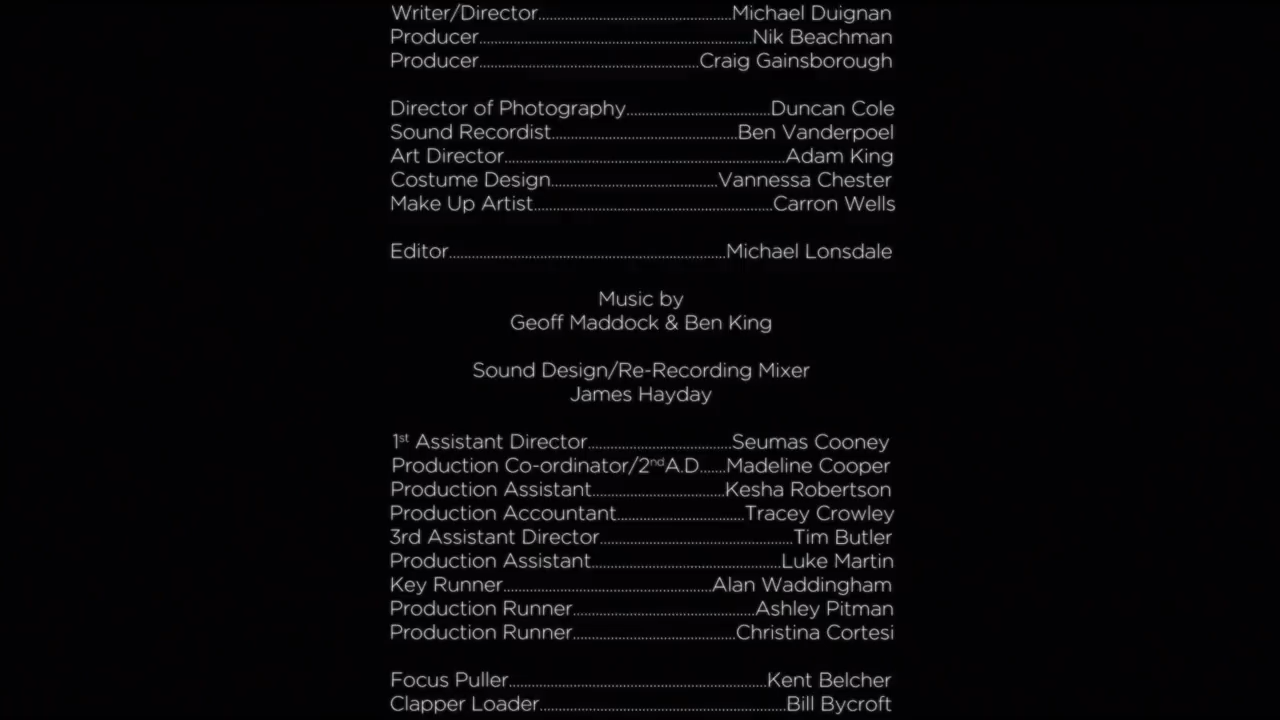 Writer/Director..........Michael Duignan
Producer..........Nik Beachman
Producer..........Craig Gainsborough
Director of Photography..........Duncan Cole
Sound Recordist..........Ben Vanderpoel
Art Director..........Adam King
Costume Design..........Vannessa Chester
Make Up Artist..........Carron Wells
Editor..........Michael Lonsdale
Music by
Geoff Maddock & Ben King
Sound Design/Re-Recording Mixer
James Hayday
1st Assistant Director..........Seumas Cooney
Production Co-ordinator/2nd A.D.......Madeline Cooper
Production Assistant..........Kesha Robertson
Production Accountant..........Tracey Crowley
3rd Assistant Director..........Tim Butler
Production Assistant..........Luke Martin
Key Runner..........Alan Waddingham
Production Runner..........Ashley Pitman
Production Runner..........Christina Cortesi
Focus Puller..........Kent Belcher
Clapper Loader..........Bill Bycroft